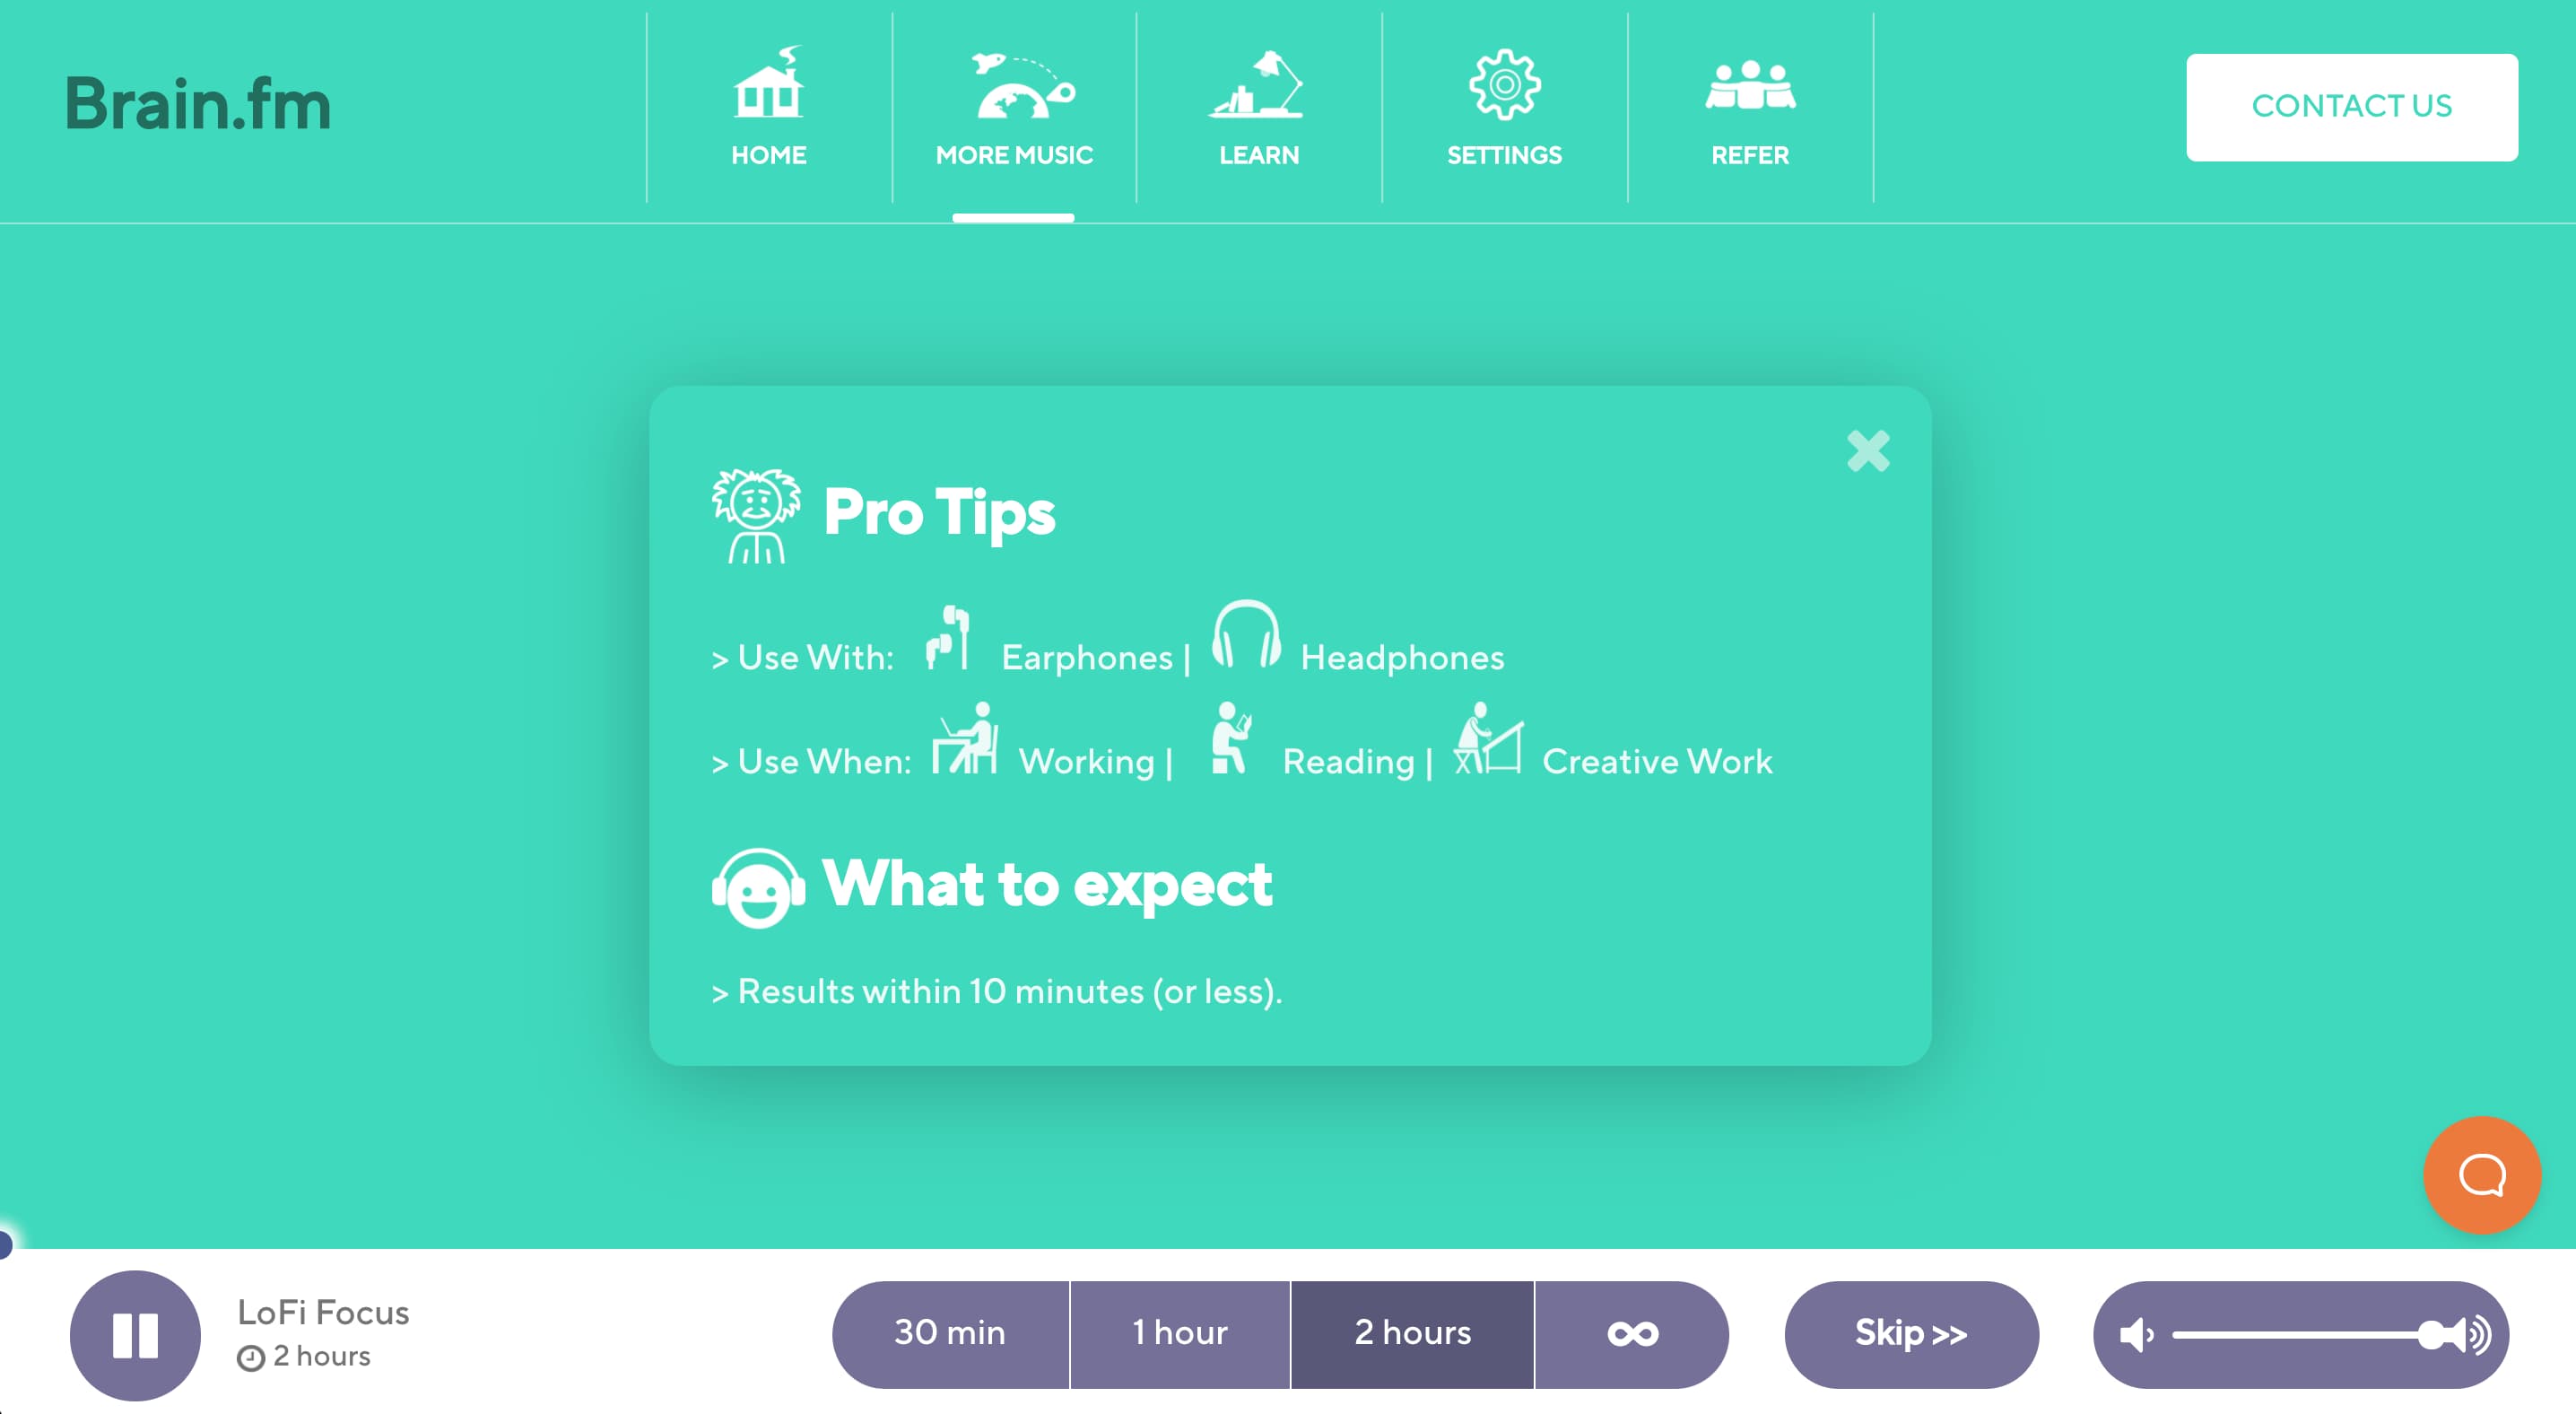 Brain.fm
HOME
MORE MUSIC
LEARN
SETTINGS
REFER
CONTACT US
Pro Tips
> Use With: Earphones | Headphones
> Use When: Working | Reading | Creative Work
What to expect
> Results within 10 minutes (or less).
LoFi Focus
2 hours
30 min
1 hour
2 hours
∞
Skip >>